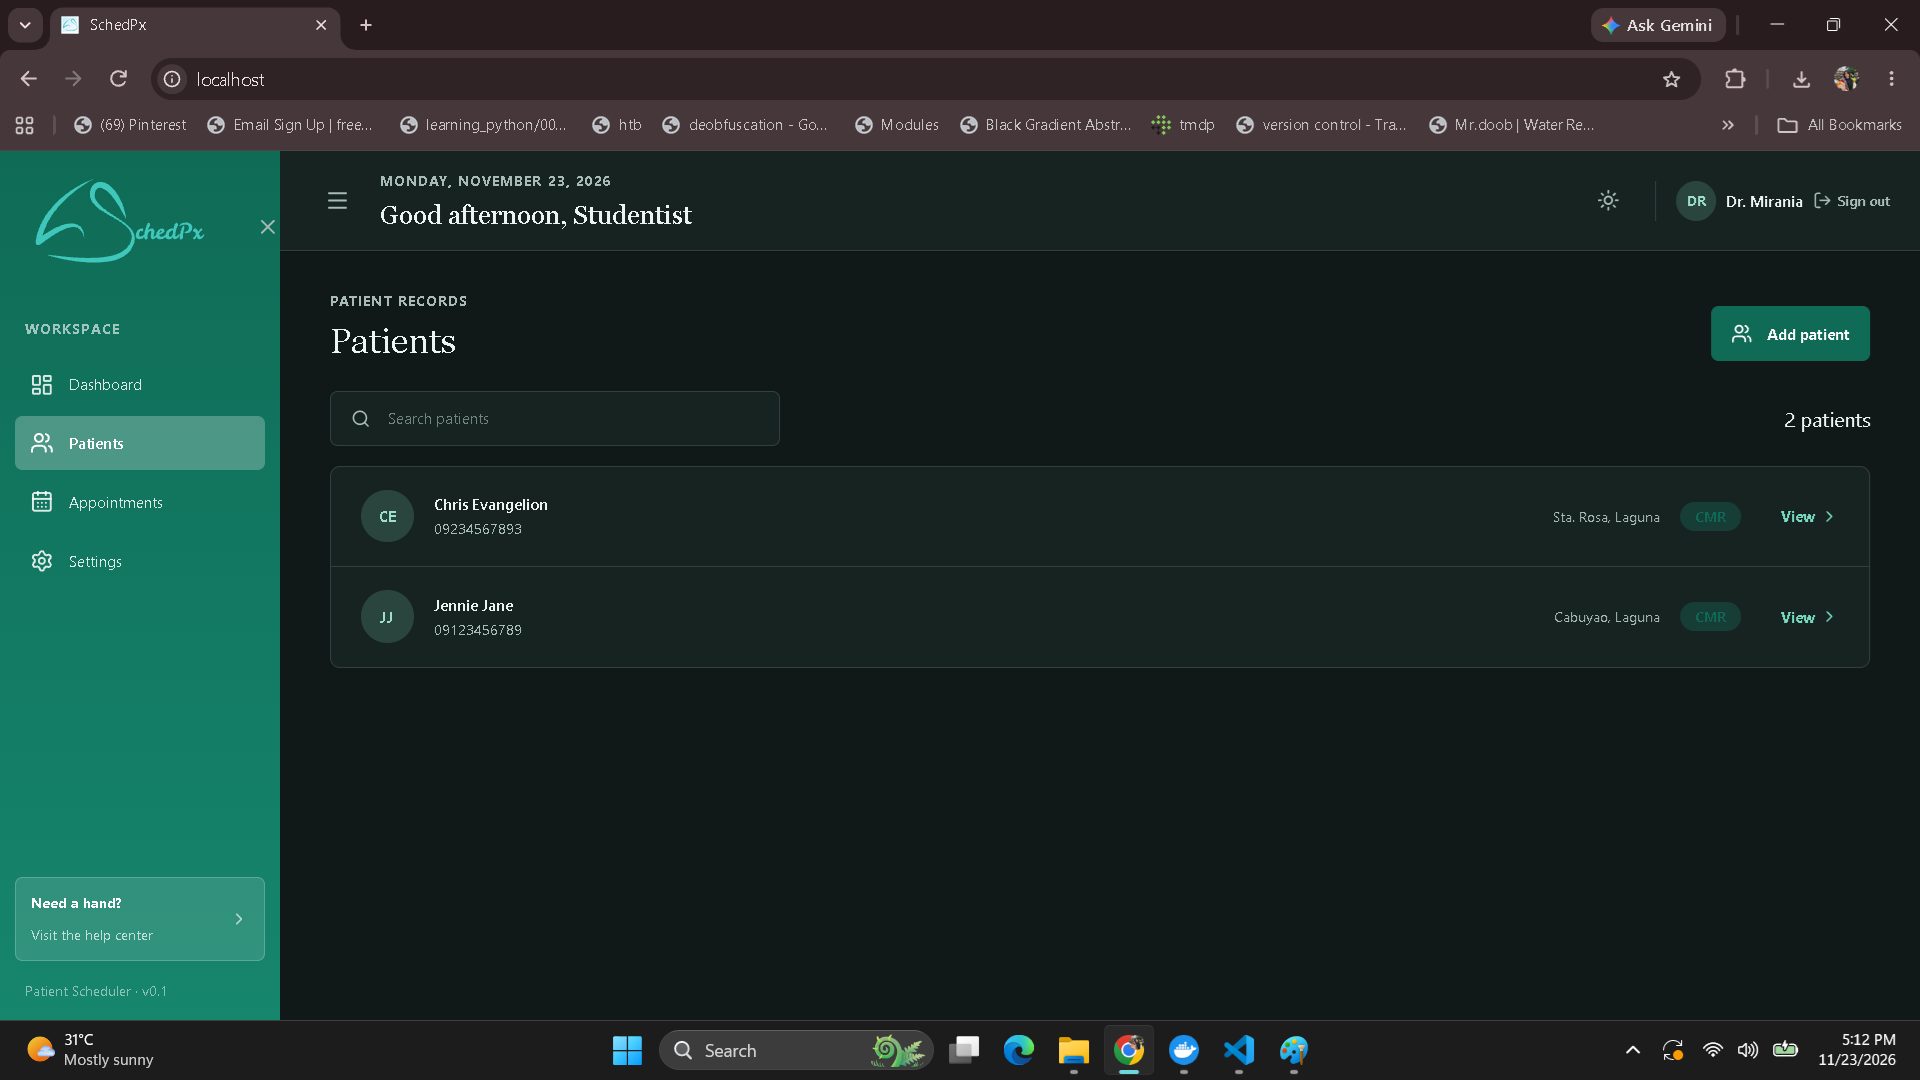 SchedPx
Ask Gemini
localhost
(69) Pinterest
Email Sign Up | free...
learning_python/00...
htb
deobfuscation - Go...
Modules
Black Gradient Abstr...
tmdp
version control - Tra...
Mr.doob | Water Re...
All Bookmarks
chedPx
WORKSPACE
Dashboard
Patients
Appointments
Settings
Need a hand?
Visit the help center
Patient Scheduler · v0.1
MONDAY, NOVEMBER 23, 2026
Good afternoon, Studentist
DR
Dr. Mirania
Sign out
PATIENT RECORDS
Patients
Add patient
Search patients
2 patients
CE
Chris Evangelion
09234567893
Sta. Rosa, Laguna
CMR
View
JJ
Jennie Jane
09123456789
Cabuyao, Laguna
CMR
View
31°C
Mostly sunny
Search
5:12 PM
11/23/2026